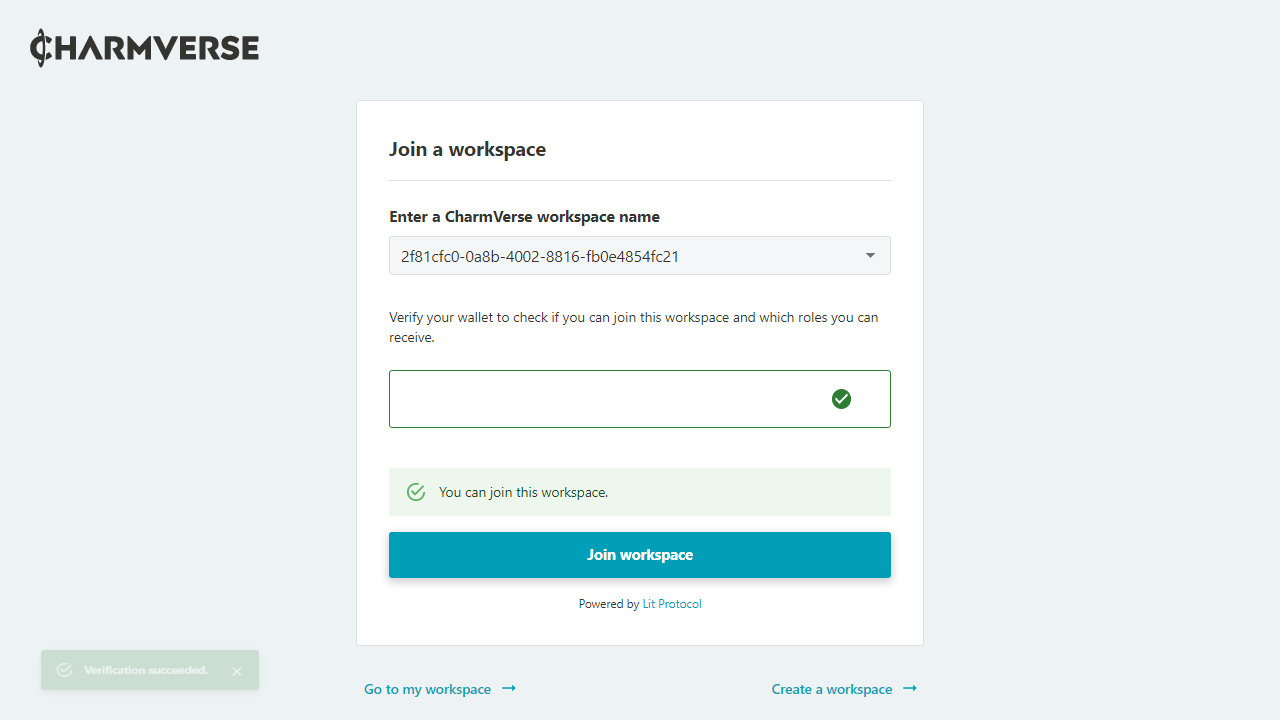 CHARMVERSE
Join a workspace
Enter a CharmVerse workspace name
2f81cfc0-0a8b-4002-8816-fb0e4854fc21
Verify your wallet to check if you can join this workspace and which roles you can
receive.
You can join this workspace.
Join workspace
Powered by Lit Protocol
Verification succeeded.
Go to my workspace →
Create a workspace →